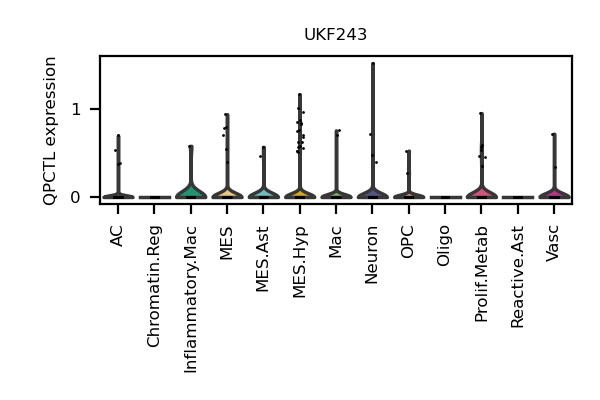 UKF243
QPCTL expression
1
0
AC
Chromatin.Reg
Inflammatory.Mac
MES
MES.Ast
MES.Hyp
Mac
Neuron
OPC
Oligo
Prolif.Metab
Reactive.Ast
Vasc